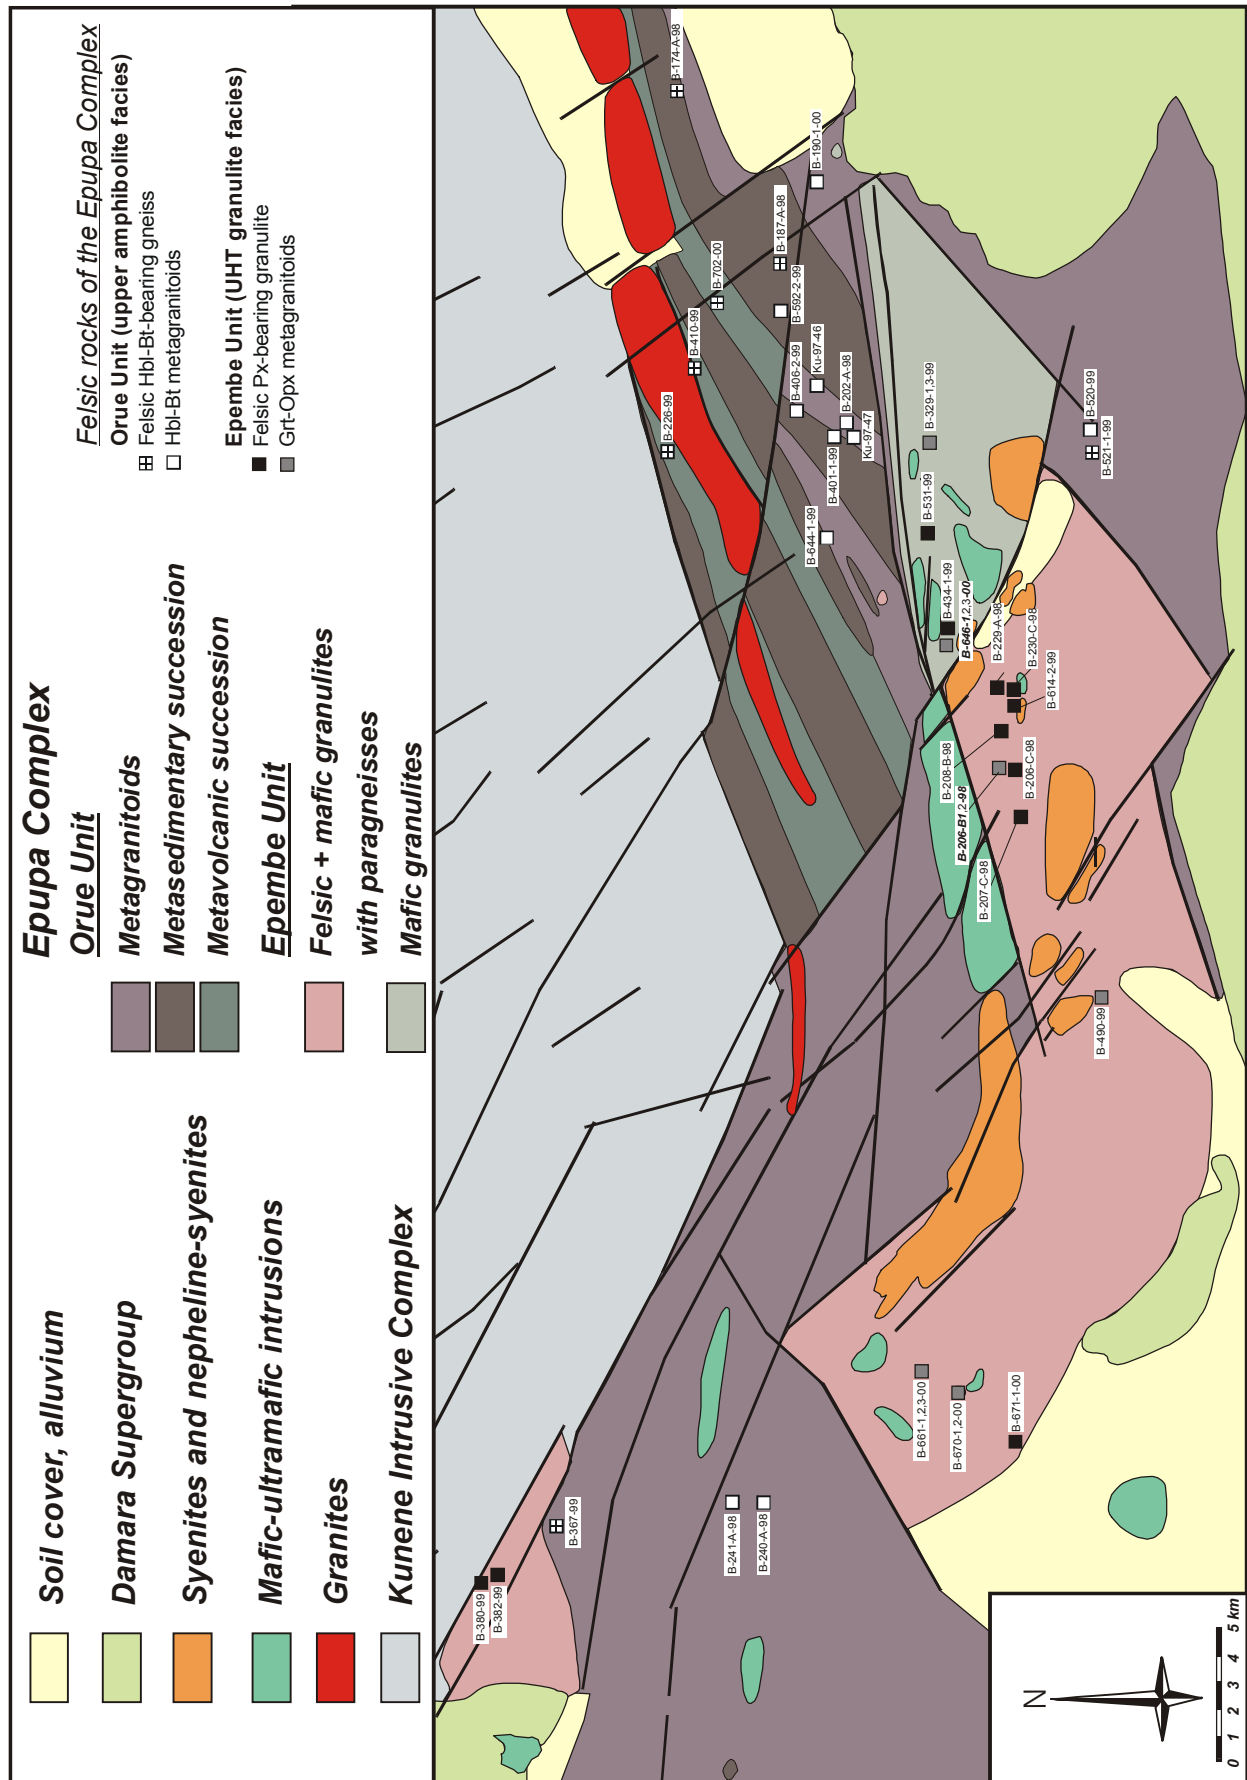 Soil cover, alluvium
Damara Supergroup
Syenites and nepheline-syenites
Mafic-ultramafic intrusions
Granites
Kunene Intrusive Complex
Epupa Complex
Orue Unit
Metagranitoids
Metasedimentary succession
Metavolcanic succession
Epembe Unit
Felsic + mafic granulites
with paragneisses
Mafic granulites
Felsic rocks of the Epupa Complex
Orue Unit (upper amphibolite facies)
Felsic Hbl-Bt-bearing gneiss
Hbl-Bt metagranitoids
Epembe Unit (UHT granulite facies)
Felsic Px-bearing granulite
Grt-Opx metagranitoids
B-380-99
B-382-99
B-367-99
B-241-A-98
B-240-A-98
B-661-1,2,3-00
B-670-1,2-00
B-671-1-00
B-490-99
B-207-C-98
B-206-B1,2-98
B-208-B-98
B-206-C-98
B-614-2-99
B-230-C-98
B-229-A-98
B-646-1,2,3-00
B-434-1-99
B-531-99
B-329-1,3-99
B-521-1-99
B-520-99
B-644-1-99
B-401-1-99
Ku-97-47
B-202-A-98
Ku-97-46
B-406-2-99
B-592-2-99
B-187-A-98
B-702-00
B-410-99
B-226-99
B-190-1-00
B-174-A-98
N
0 1 2 3 4 5 km